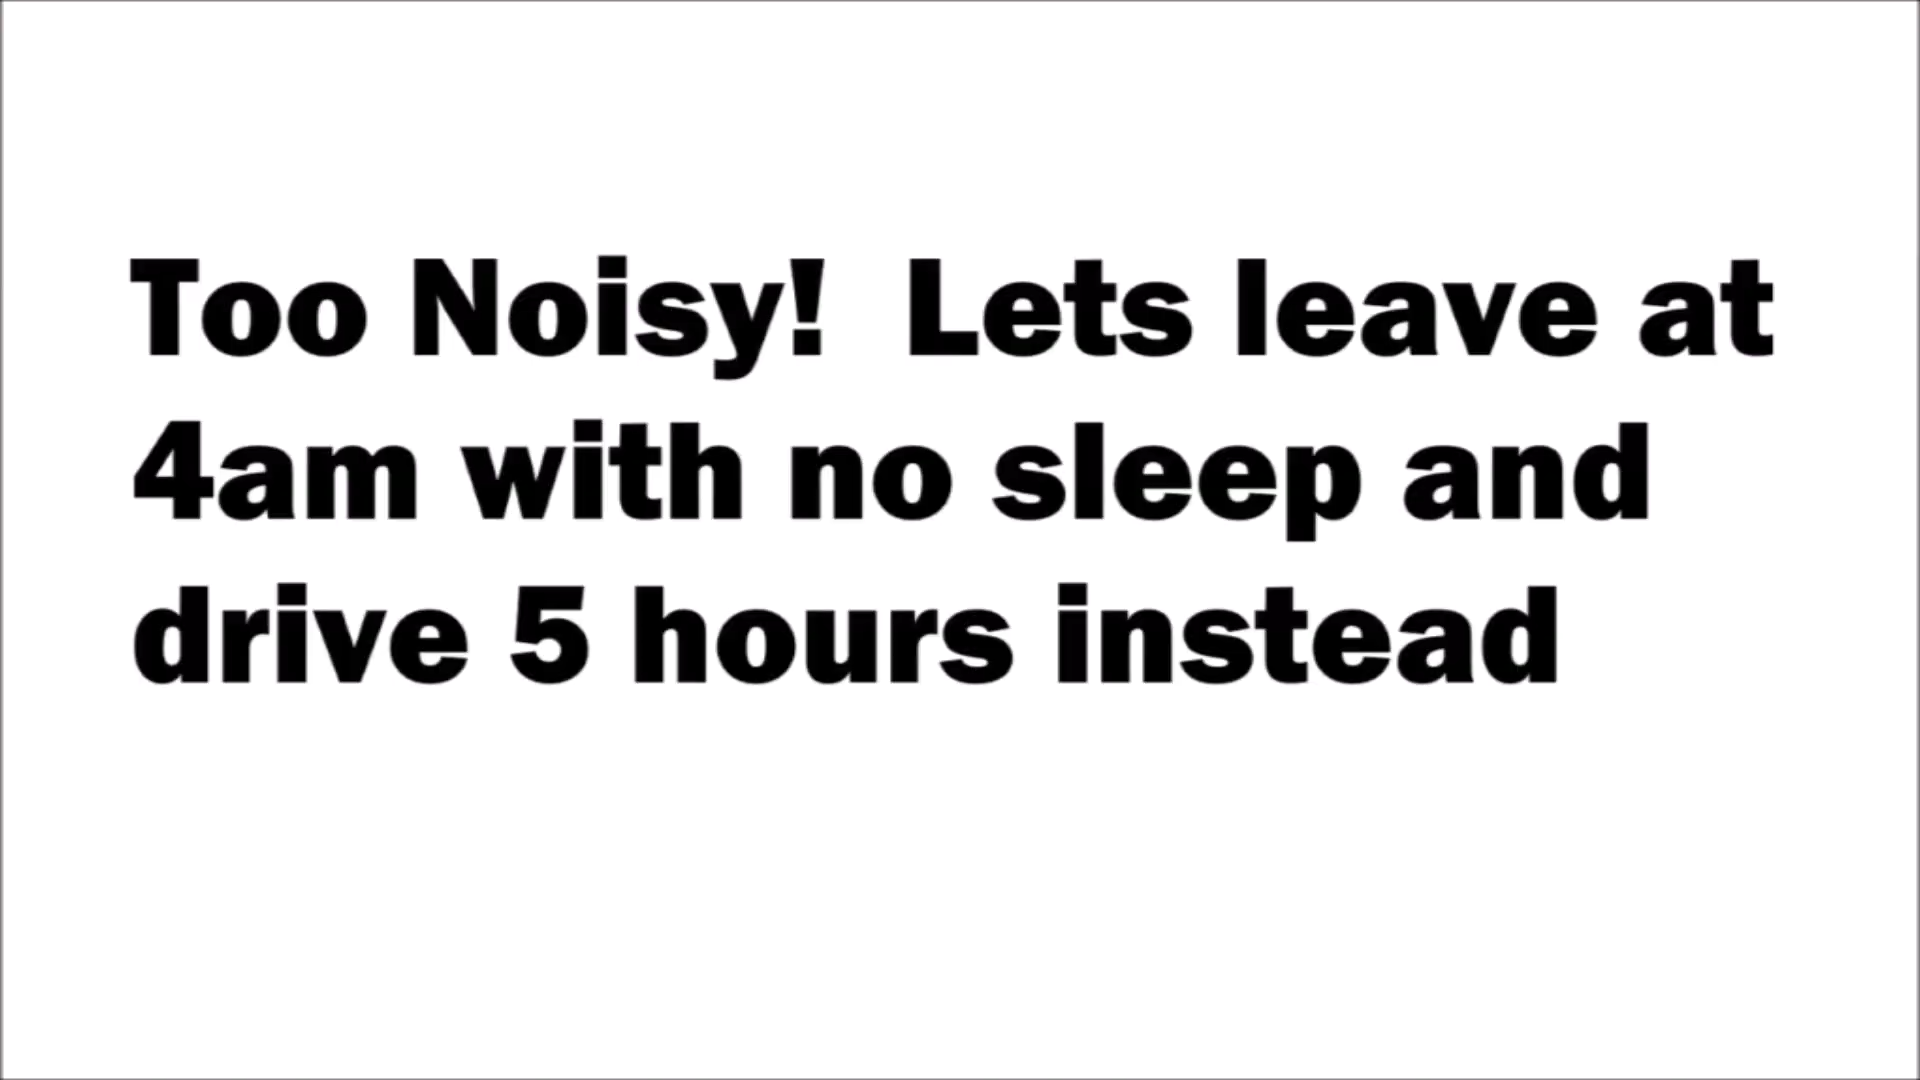 Too Noisy!  Lets leave at
4am with no sleep and
drive 5 hours instead